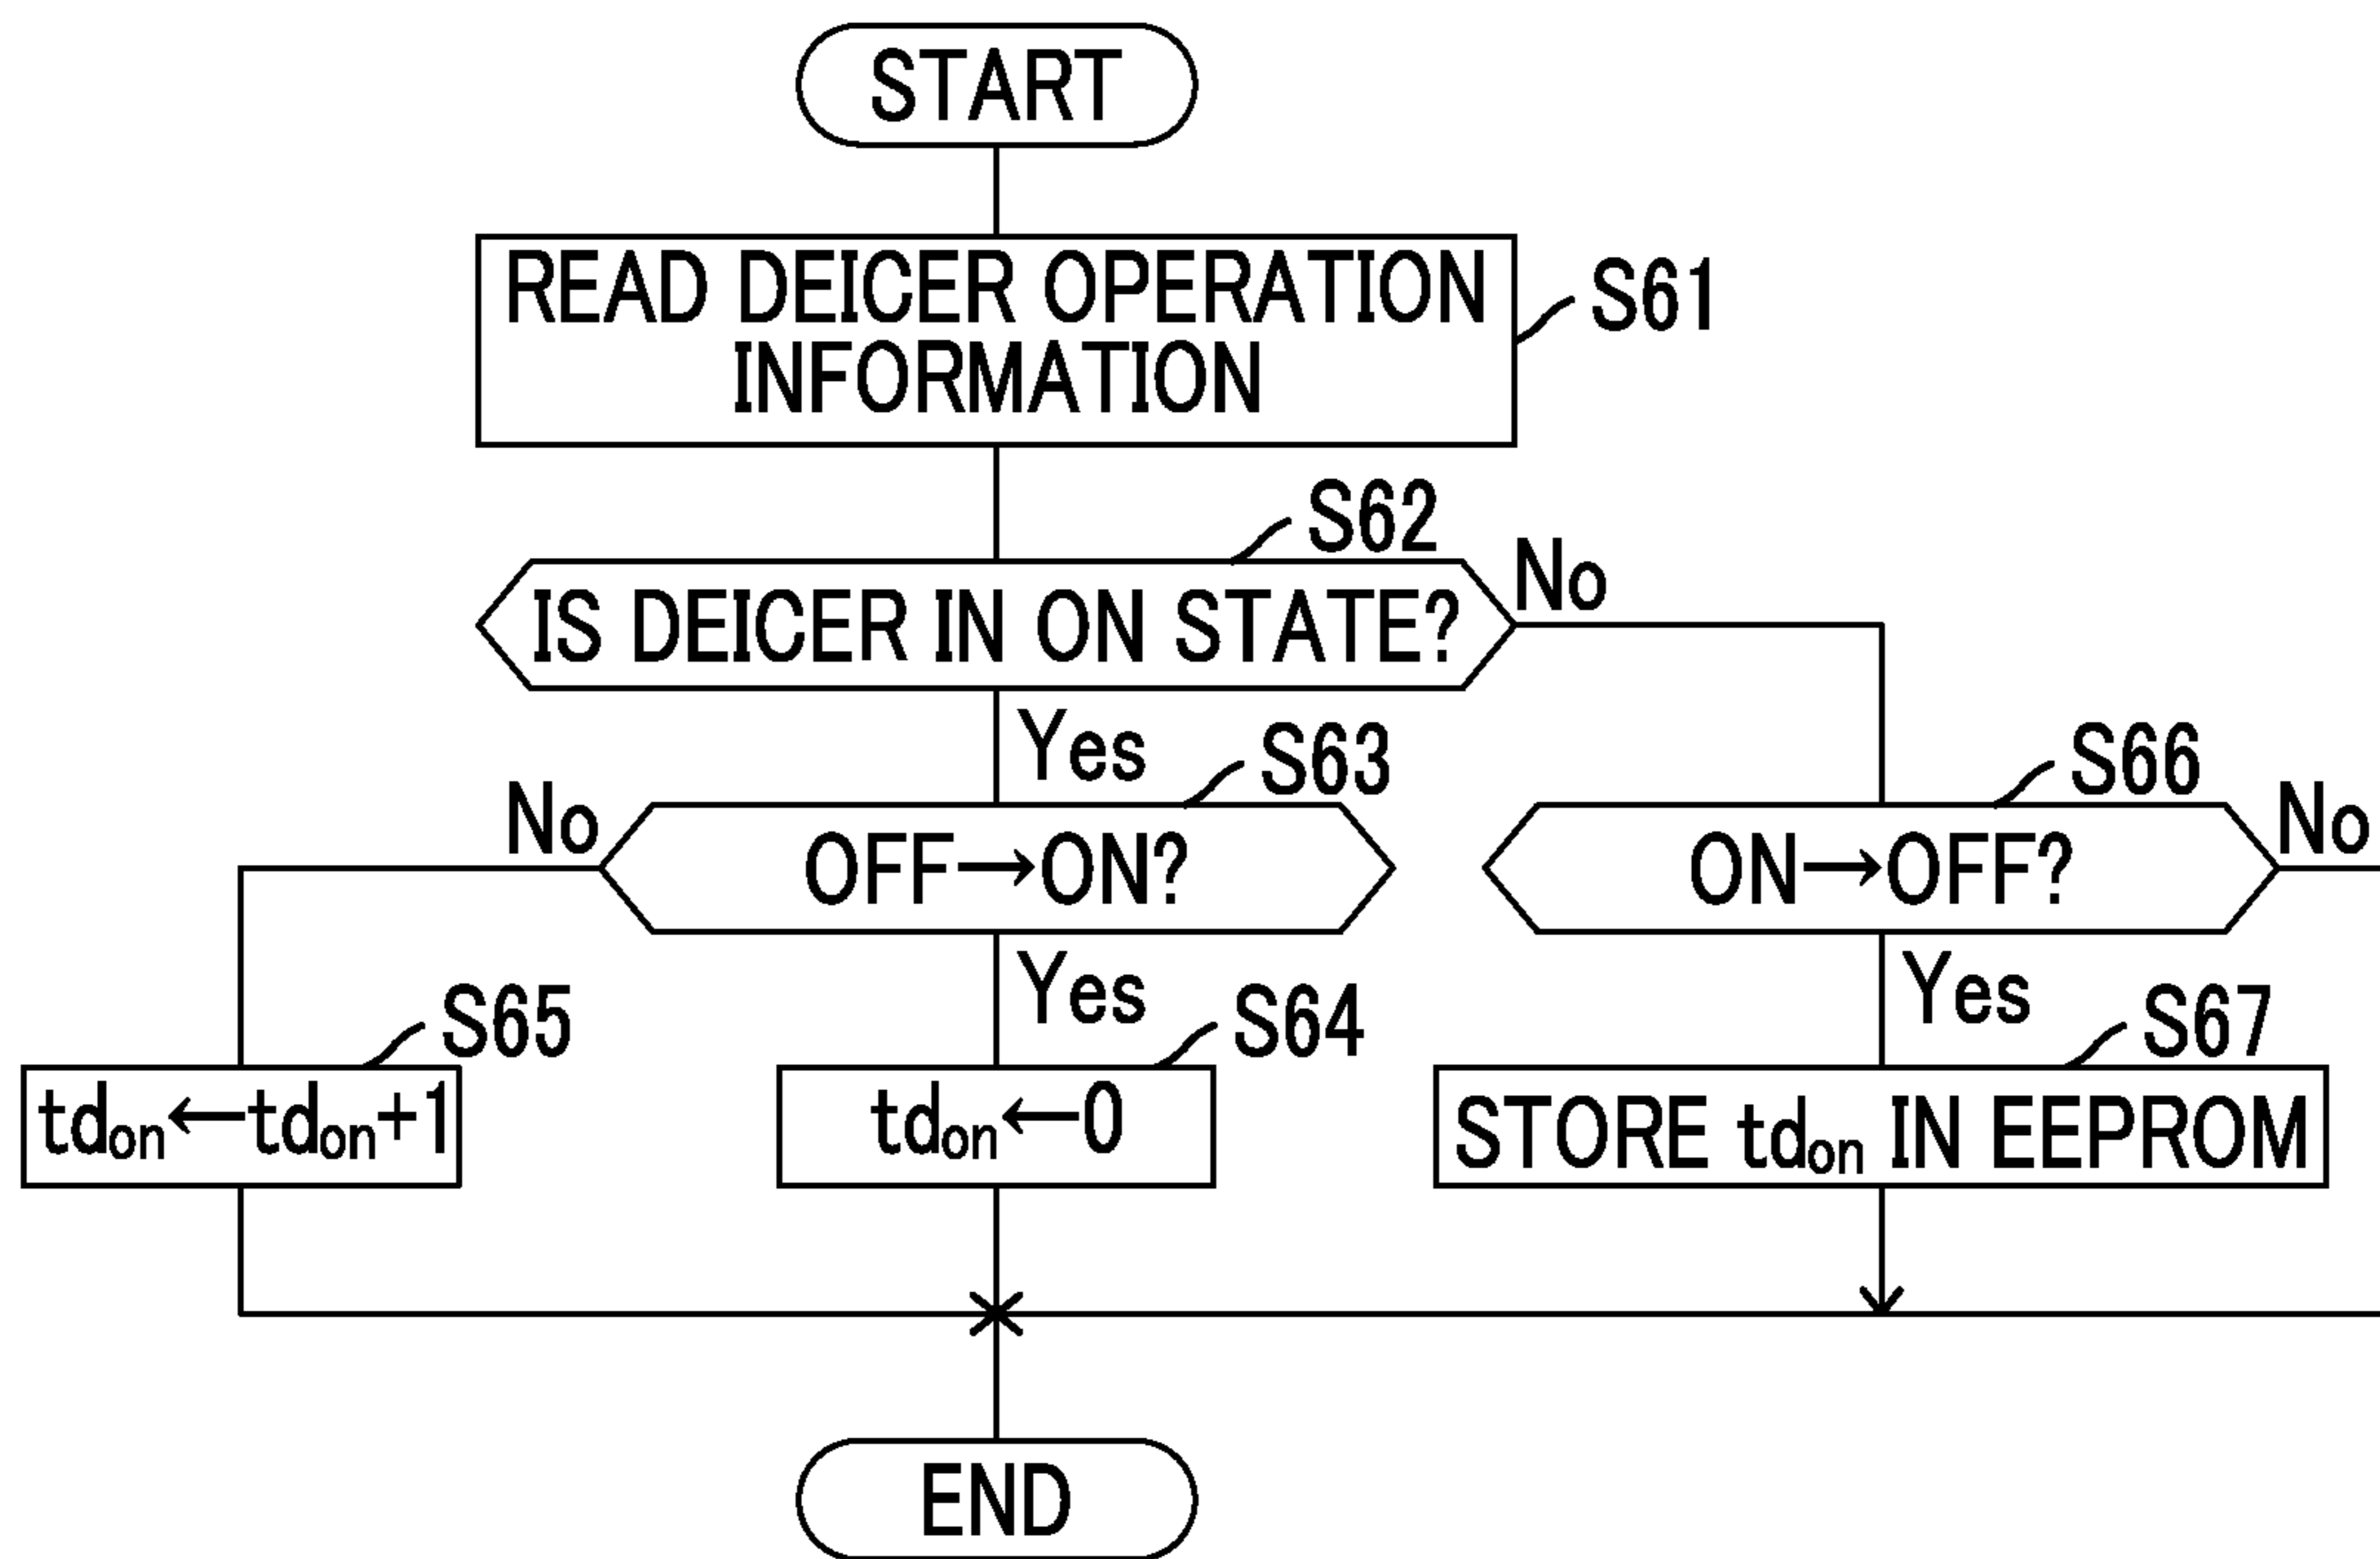 START
READ DEICER OPERATION
INFORMATION
S61
S62
IS DEICER IN ON STATE?
No
Yes
S63
No
OFF→ON?
S66
ON→OFF?
No
Yes
Yes
S65
td_on←td_on+1
S64
td_on←0
S67
STORE td_on IN EEPROM
END